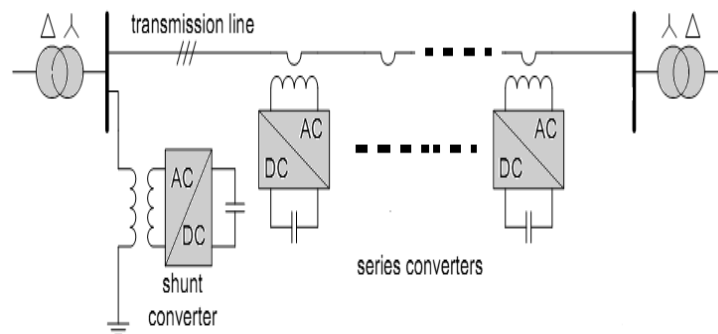 transmission line
AC
DC
AC
DC
AC
DC
series converters
shunt
converter